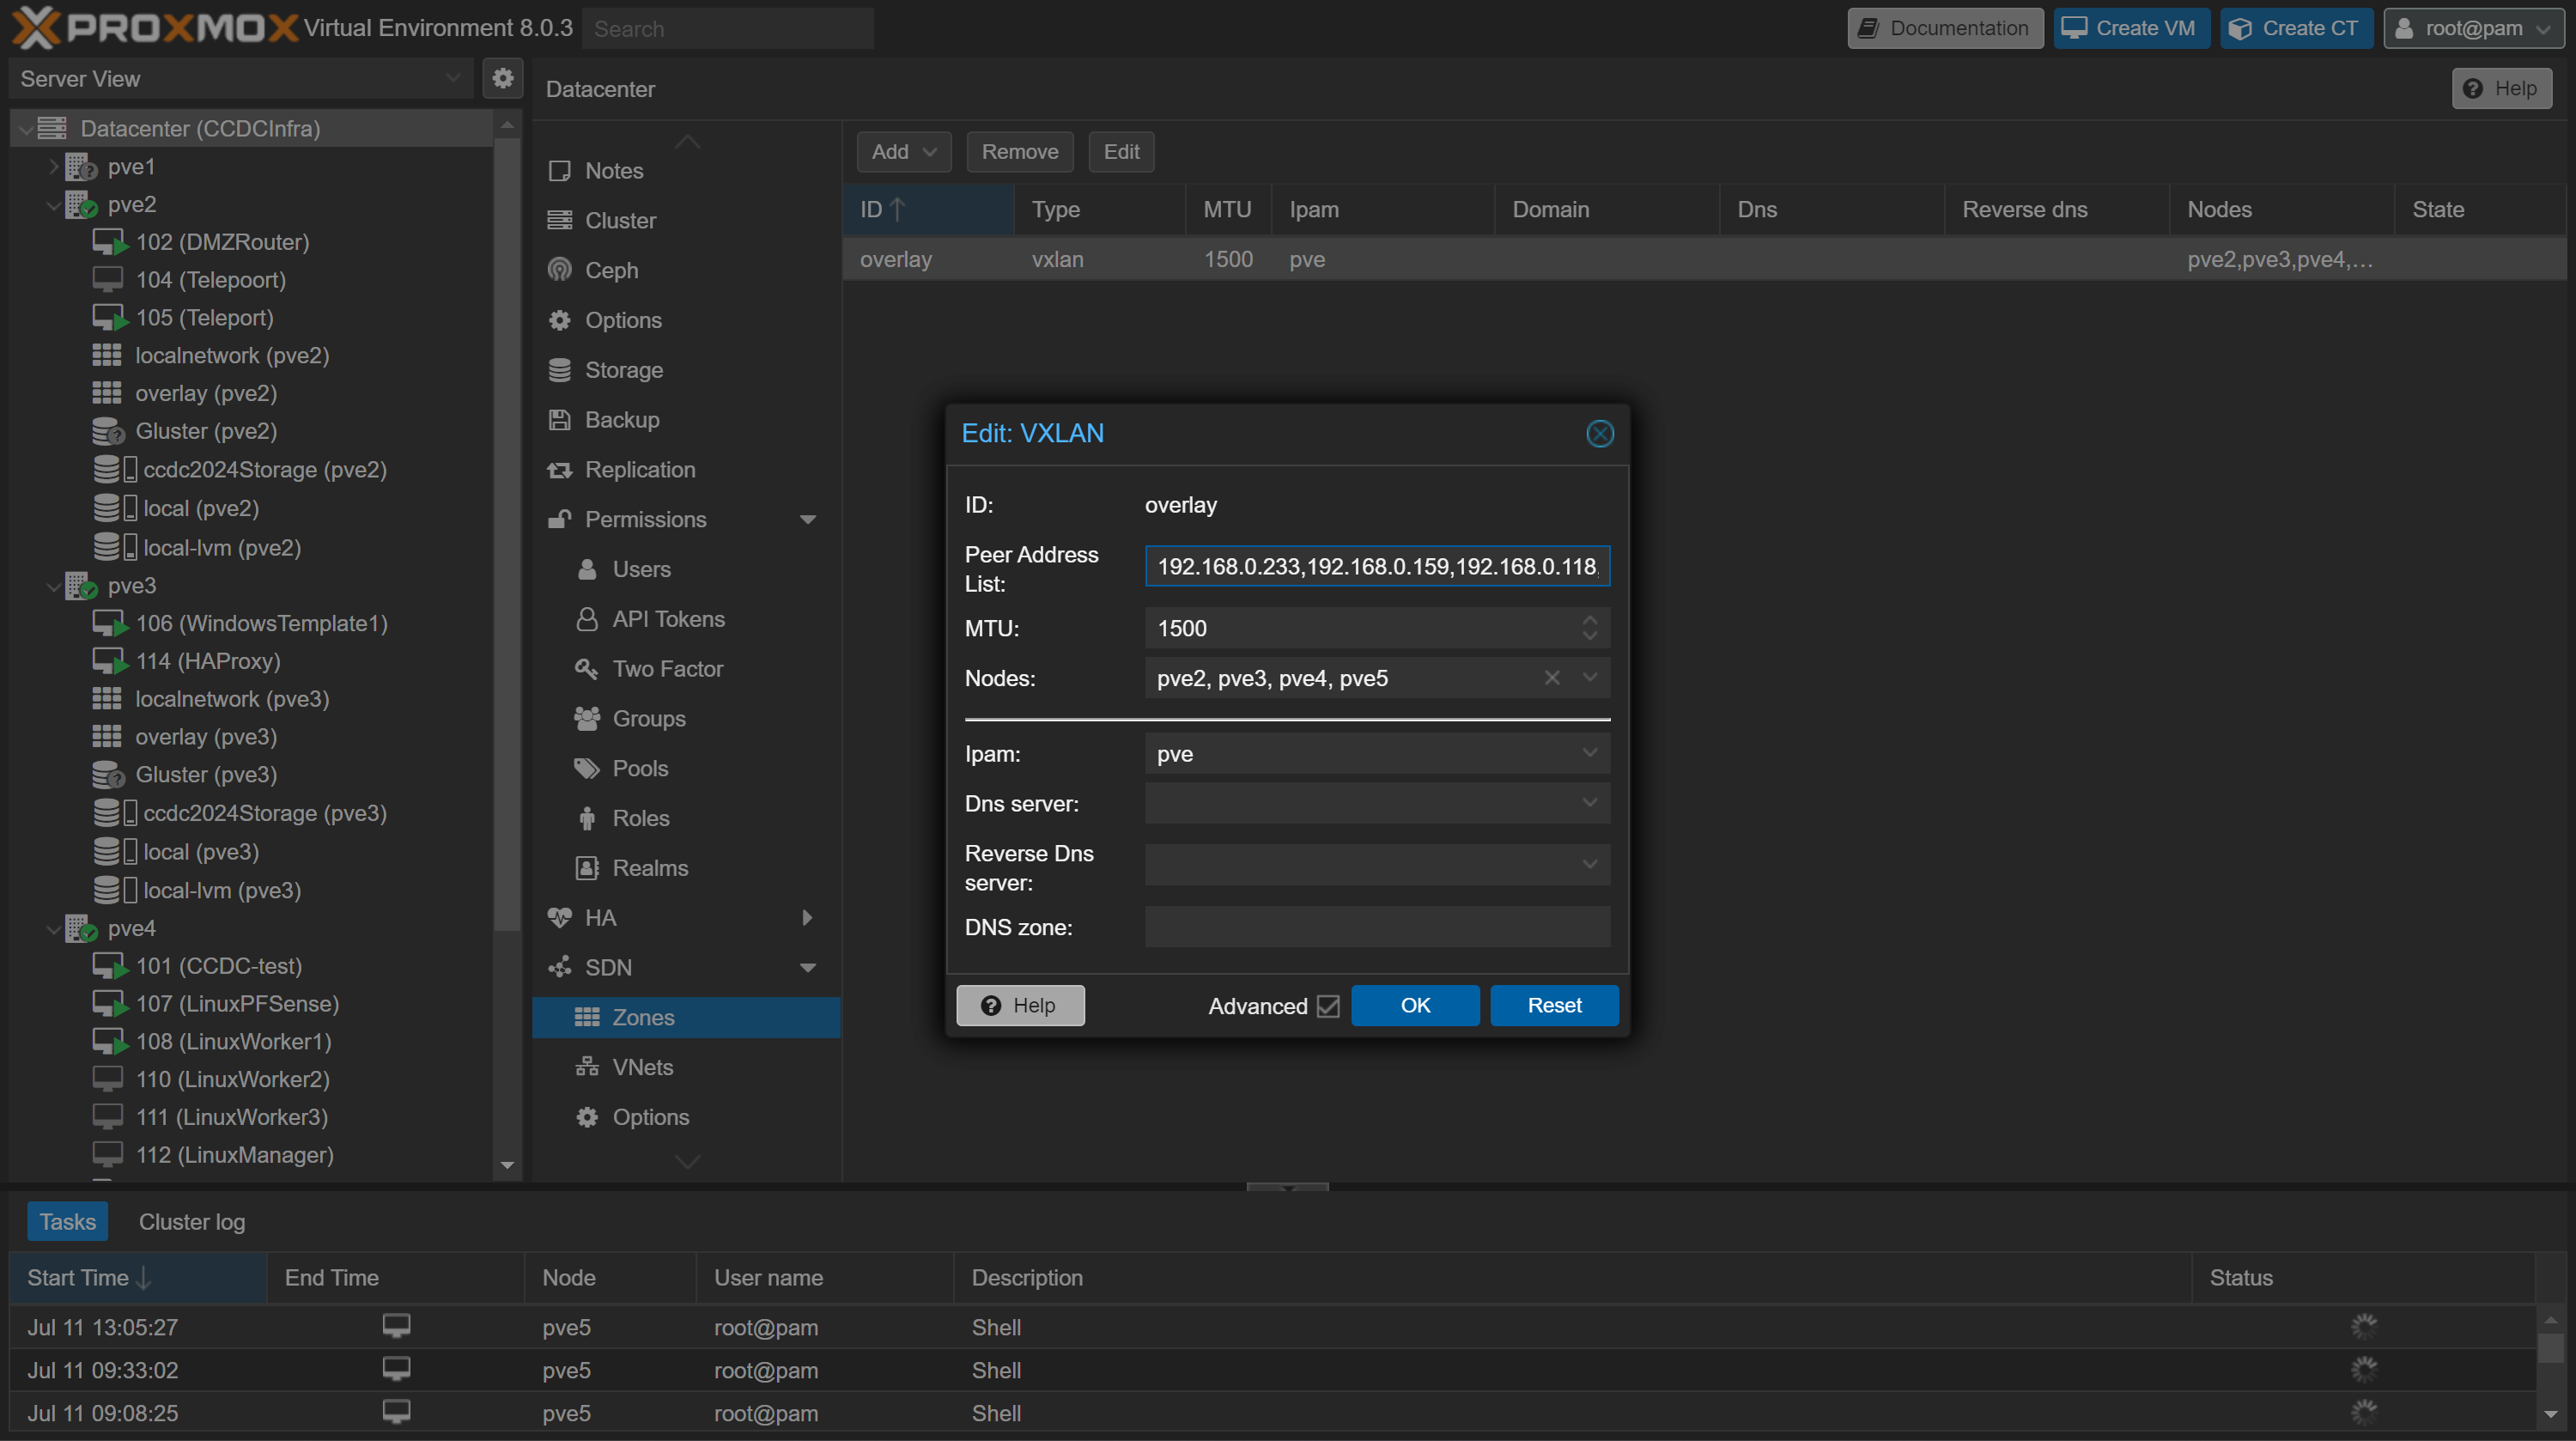 PROXMOX Virtual Environment 8.0.3 Search Documentation Create VM Create CT root@pam
Server View
Datacenter Help
Datacenter (CCDCInfra)
pve1
pve2
102 (DMZRouter)
104 (Telepoort)
105 (Teleport)
localnetwork (pve2)
overlay (pve2)
Gluster (pve2)
ccdc2024Storage (pve2)
local (pve2)
local-lvm (pve2)
pve3
106 (WindowsTemplate1)
114 (HAProxy)
localnetwork (pve3)
overlay (pve3)
Gluster (pve3)
ccdc2024Storage (pve3)
local (pve3)
local-lvm (pve3)
pve4
101 (CCDC-test)
107 (LinuxPFSense)
108 (LinuxWorker1)
110 (LinuxWorker2)
111 (LinuxWorker3)
112 (LinuxManager)
Notes
Cluster
Ceph
Options
Storage
Backup
Replication
Permissions
Users
API Tokens
Two Factor
Groups
Pools
Roles
Realms
HA
SDN
Zones
VNets
Options
Add Remove Edit
ID Type MTU Ipam Domain Dns Reverse dns Nodes State
overlay vxlan 1500 pve pve2,pve3,pve4,...
Edit: VXLAN
ID: overlay
Peer Address List: 192.168.0.233,192.168.0.159,192.168.0.118,
MTU: 1500
Nodes: pve2, pve3, pve4, pve5
Ipam: pve
Dns server:
Reverse Dns server:
DNS zone:
Help Advanced OK Reset
Tasks Cluster log
Start Time End Time Node User name Description Status
Jul 11 13:05:27 pve5 root@pam Shell
Jul 11 09:33:02 pve5 root@pam Shell
Jul 11 09:08:25 pve5 root@pam Shell